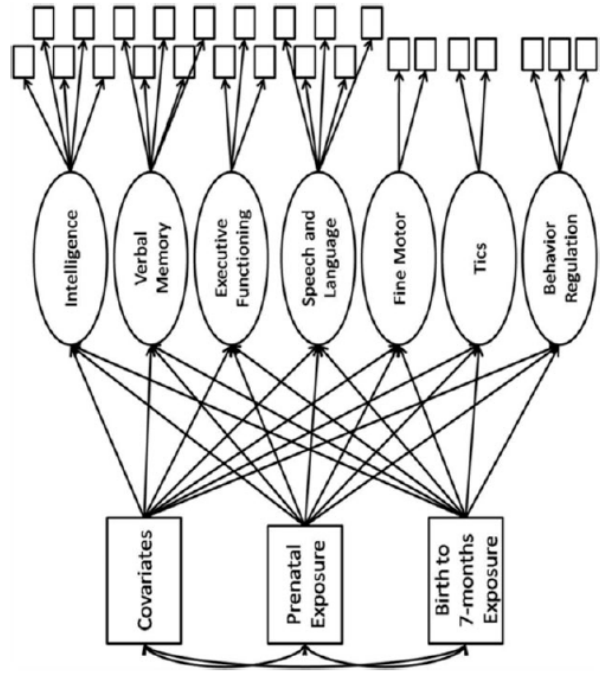 Intelligence
Verbal
Memory
Executive
Functioning
Speech and
Language
Fine Motor
Tics
Behavior
Regulation
Covariates
Prenatal
Exposure
Birth to
7-months
Exposure